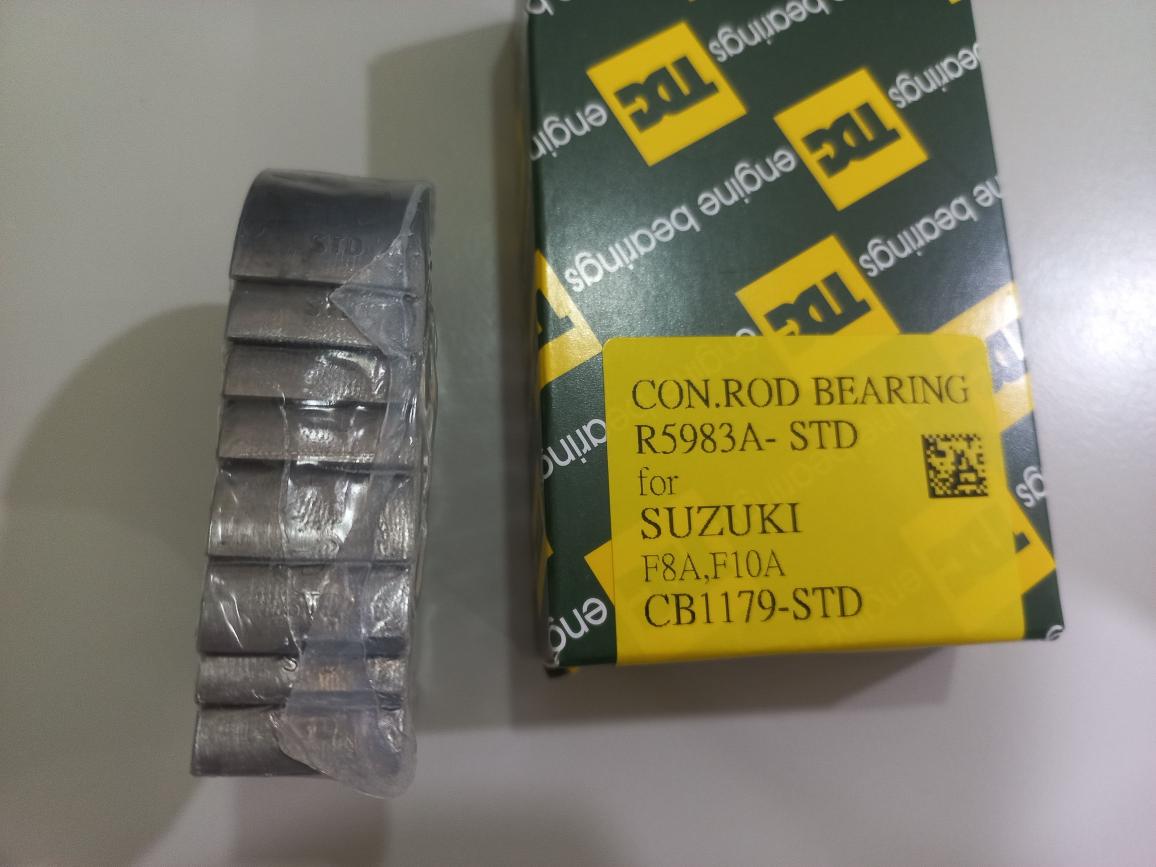 engine bearings
TDC
TDC
engine bearings
TDC
STD
CON.ROD BEARING
R5983A- STD
for
SUZUKI
F8A,F10A
CB1179-STD